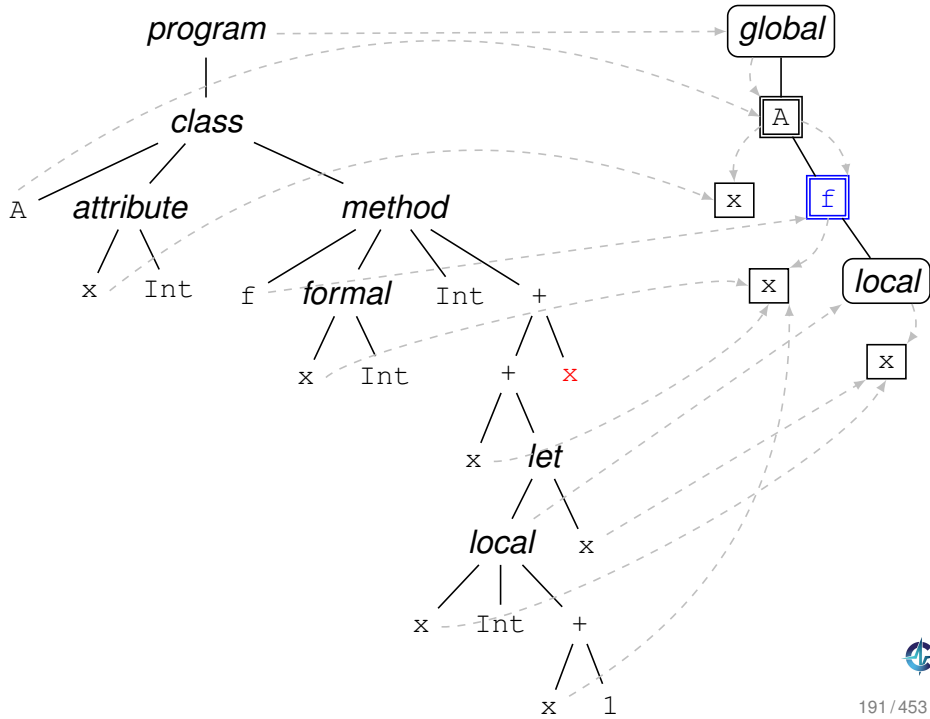 program global
class A
A attribute method x f
x Int f formal Int + x local
x Int + x x
x let
local x
x Int +
x 1
191 / 453